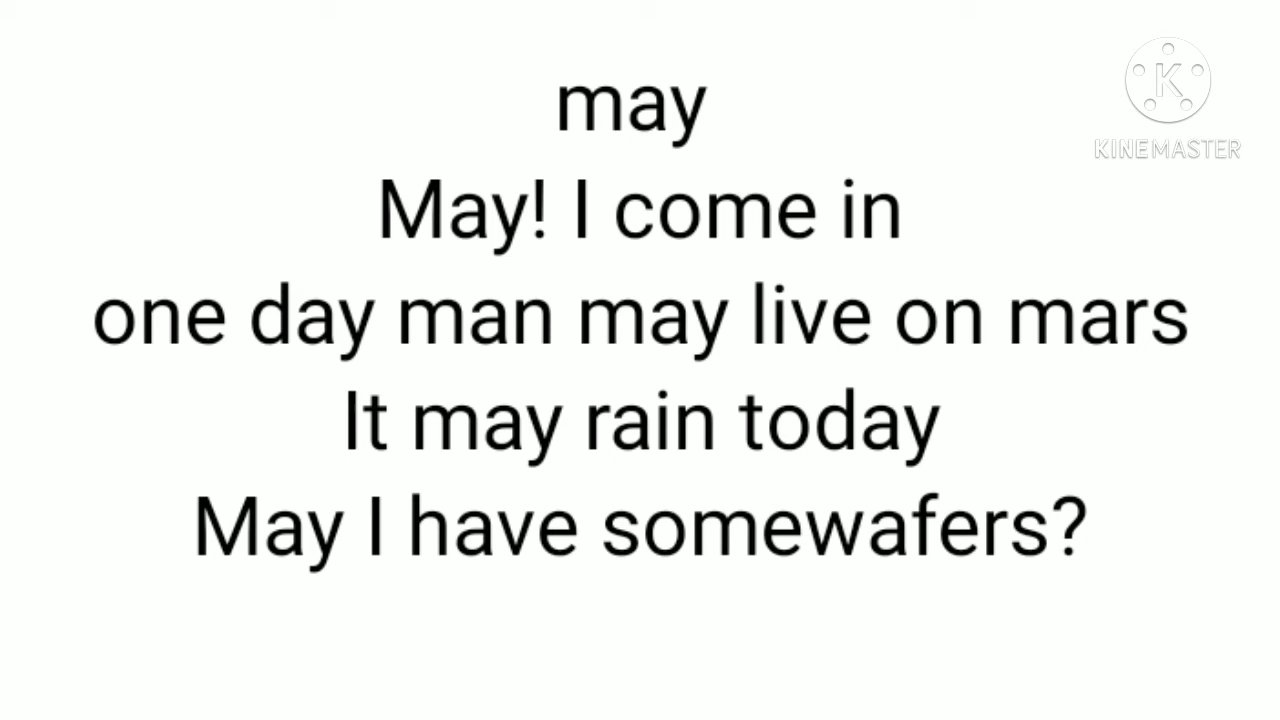 KINEMASTER
may
May! I come in
one day man may live on mars
It may rain today
May I have somewafers?